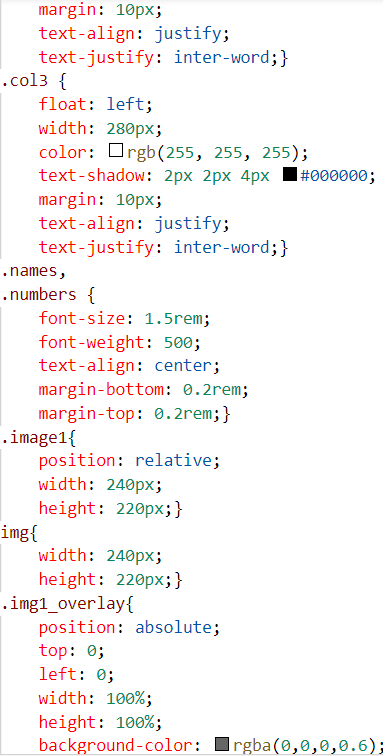 margin: 10px;
text-align: justify;
text-justify: inter-word;}
.col3 {
float: left;
width: 280px;
color: rgb(255, 255, 255);
text-shadow: 2px 2px 4px #000000;
margin: 10px;
text-align: justify;
text-justify: inter-word;}
.names,
.numbers {
font-size: 1.5rem;
font-weight: 500;
text-align: center;
margin-bottom: 0.2rem;
margin-top: 0.2rem;}
.image1{
position: relative;
width: 240px;
height: 220px;}
img{
width: 240px;
height: 220px;}
.img1_overlay{
position: absolute;
top: 0;
left: 0;
width: 100%;
height: 100%;
background-color: rgba(0,0,0,0.6);